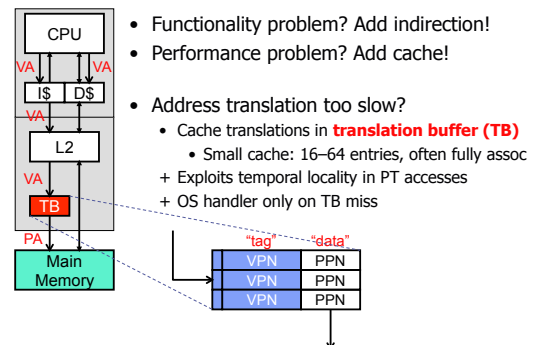 CPU
VA
VA
I$
D$
VA
L2
VA
TB
PA
Main
Memory
• Functionality problem? Add indirection!
• Performance problem? Add cache!
• Address translation too slow?
• Cache translations in translation buffer (TB)
• Small cache: 16–64 entries, often fully assoc
+ Exploits temporal locality in PT accesses
+ OS handler only on TB miss
“tag” “data”
VPN PPN
VPN PPN
VPN PPN